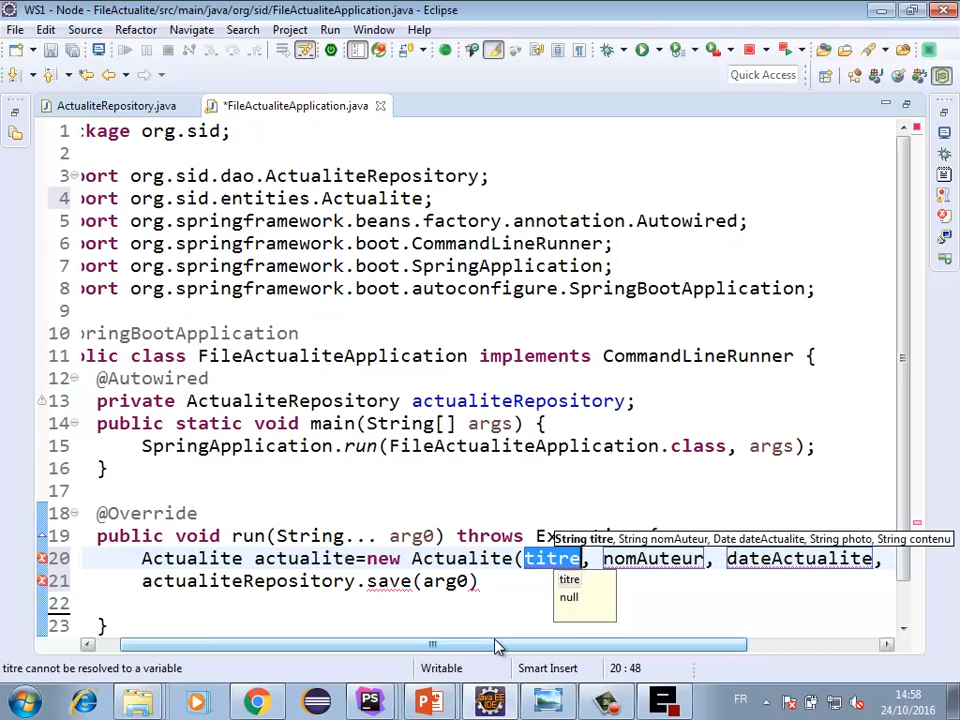 WS1 - Node - FileActualite/src/main/java/org/sid/FileActualiteApplication.java - Eclipse
File Edit Source Refactor Navigate Search Project Run Window Help
Quick Access
ActualiteRepository.java *FileActualiteApplication.java
1 :kage org.sid;
2
3 port org.sid.dao.ActualiteRepository;
4 port org.sid.entities.Actualite;
5 port org.springframework.beans.factory.annotation.Autowired;
6 port org.springframework.boot.CommandLineRunner;
7 port org.springframework.boot.SpringApplication;
8 port org.springframework.boot.autoconfigure.SpringBootApplication;
9
10 pringBootApplication
11 blic class FileActualiteApplication implements CommandLineRunner {
12 @Autowired
13 private ActualiteRepository actualiteRepository;
14 public static void main(String[] args) {
15 SpringApplication.run(FileActualiteApplication.class, args);
16 }
17
18 @Override
19 public void run(String... arg0) throws Ex
String titre, String nomAuteur, Date dateActualite, String photo, String contenu
20 Actualite actualite=new Actualite(titre, nomAuteur, dateActualite,
21 actualiteRepository.save(arg0)
titre
null
22
23 }
titre cannot be resolved to a variable Writable Smart Insert 20 : 48
FR 14:58
24/10/2016